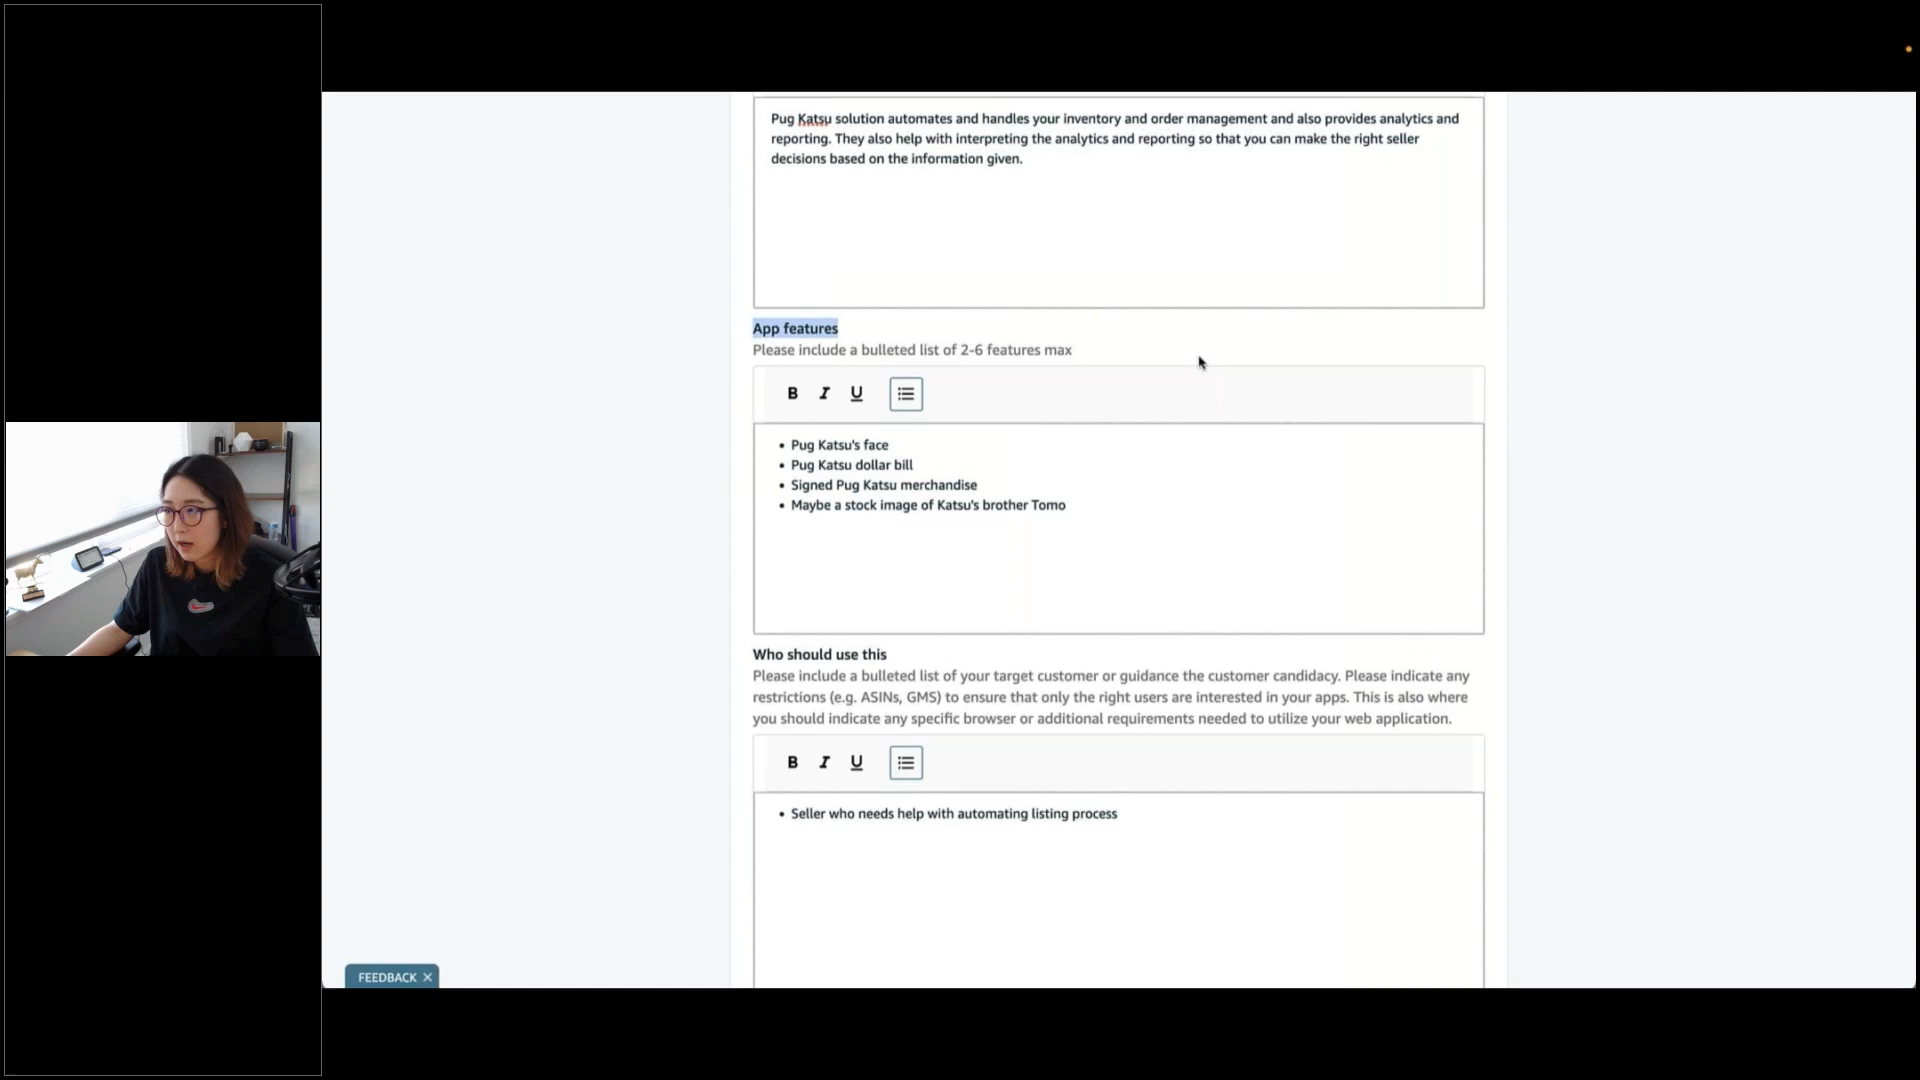 Pug Katsu solution automates and handles your inventory and order management and also provides analytics and
reporting. They also help with interpreting the analytics and reporting so that you can make the right seller
decisions based on the information given.
App features
Please include a bulleted list of 2-6 features max
B I U
• Pug Katsu's face
• Pug Katsu dollar bill
• Signed Pug Katsu merchandise
• Maybe a stock image of Katsu's brother Tomo
Who should use this
Please include a bulleted list of your target customer or guidance the customer candidacy. Please indicate any
restrictions (e.g. ASINs, GMS) to ensure that only the right users are interested in your apps. This is also where
you should indicate any specific browser or additional requirements needed to utilize your web application.
B I U
• Seller who needs help with automating listing process
FEEDBACK ×